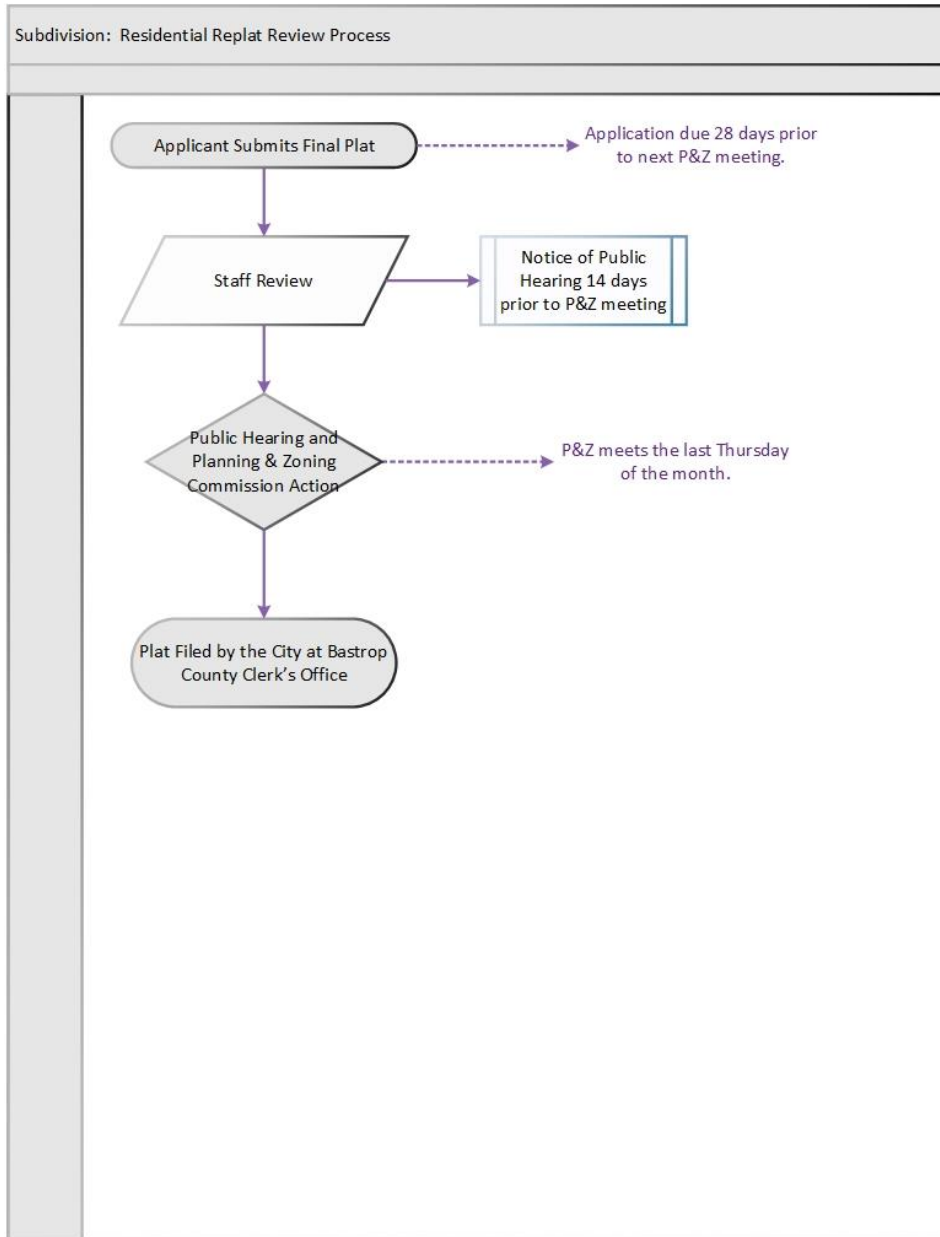 Subdivision: Residential Replat Review Process
Applicant Submits Final Plat
Application due 28 days prior
to next P&Z meeting.
Staff Review
Notice of Public
Hearing 14 days
prior to P&Z meeting
Public Hearing and
Planning & Zoning
Commission Action
P&Z meets the last Thursday
of the month.
Plat Filed by the City at Bastrop
County Clerk’s Office